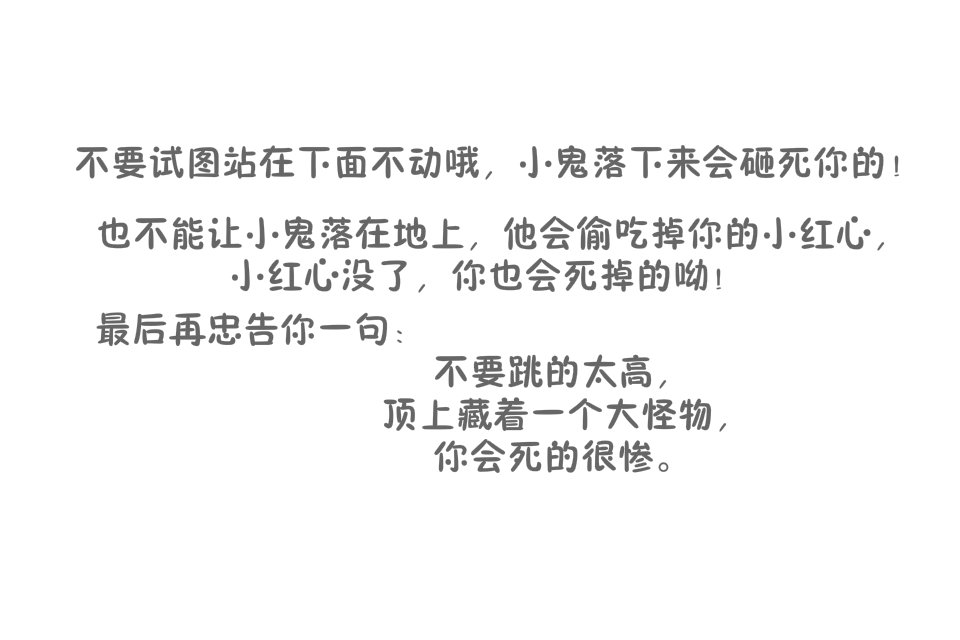 不要试图站在下面不动哦，小鬼落下来会砸死你的！
也不能让小鬼落在地上，他会偷吃掉你的小红心，
小红心没了，你也会死掉的呦！
最后再忠告你一句：
不要跳的太高，
顶上藏着一个大怪物，
你会死的很惨。